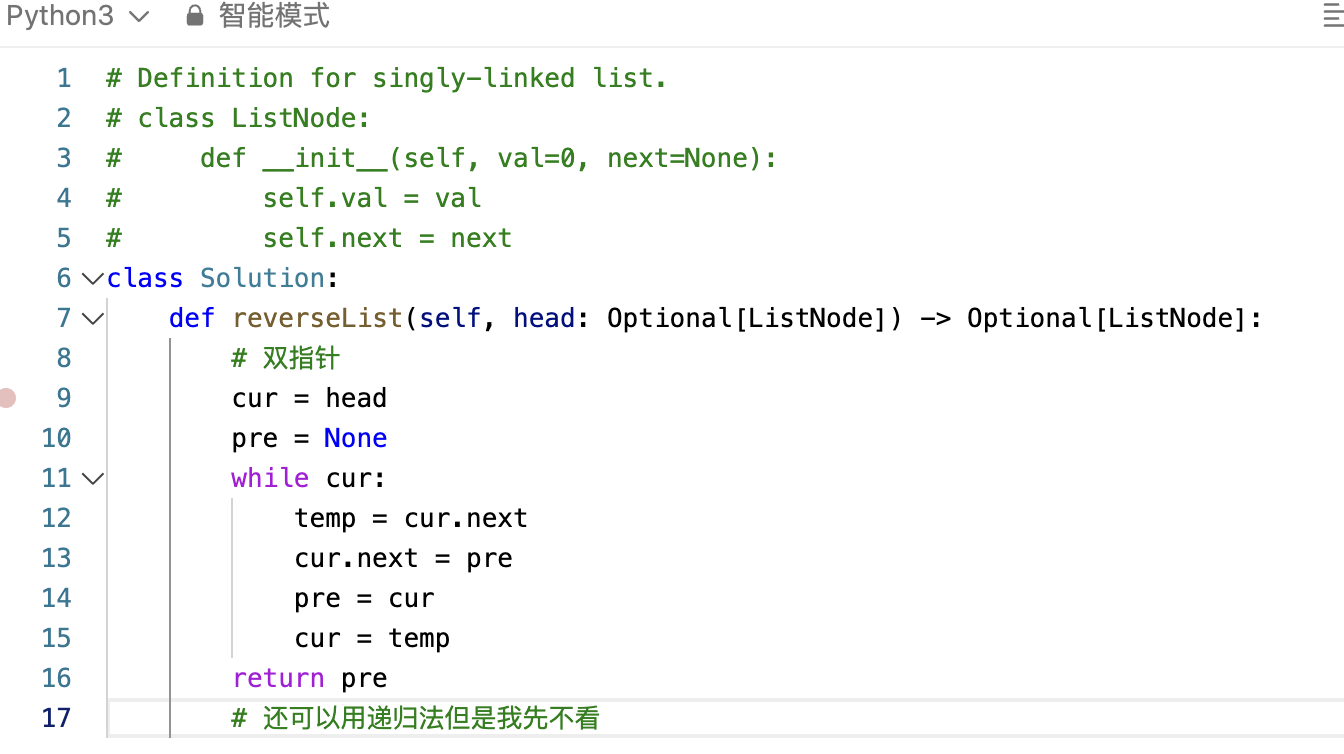 Python3 智能模式
1 # Definition for singly-linked list.
2 # class ListNode:
3 #     def __init__(self, val=0, next=None):
4 #         self.val = val
5 #         self.next = next
6 class Solution:
7     def reverseList(self, head: Optional[ListNode]) -> Optional[ListNode]:
8         # 双指针
9         cur = head
10         pre = None
11         while cur:
12             temp = cur.next
13             cur.next = pre
14             pre = cur
15             cur = temp
16         return pre
17         # 还可以用递归法但是我先不看